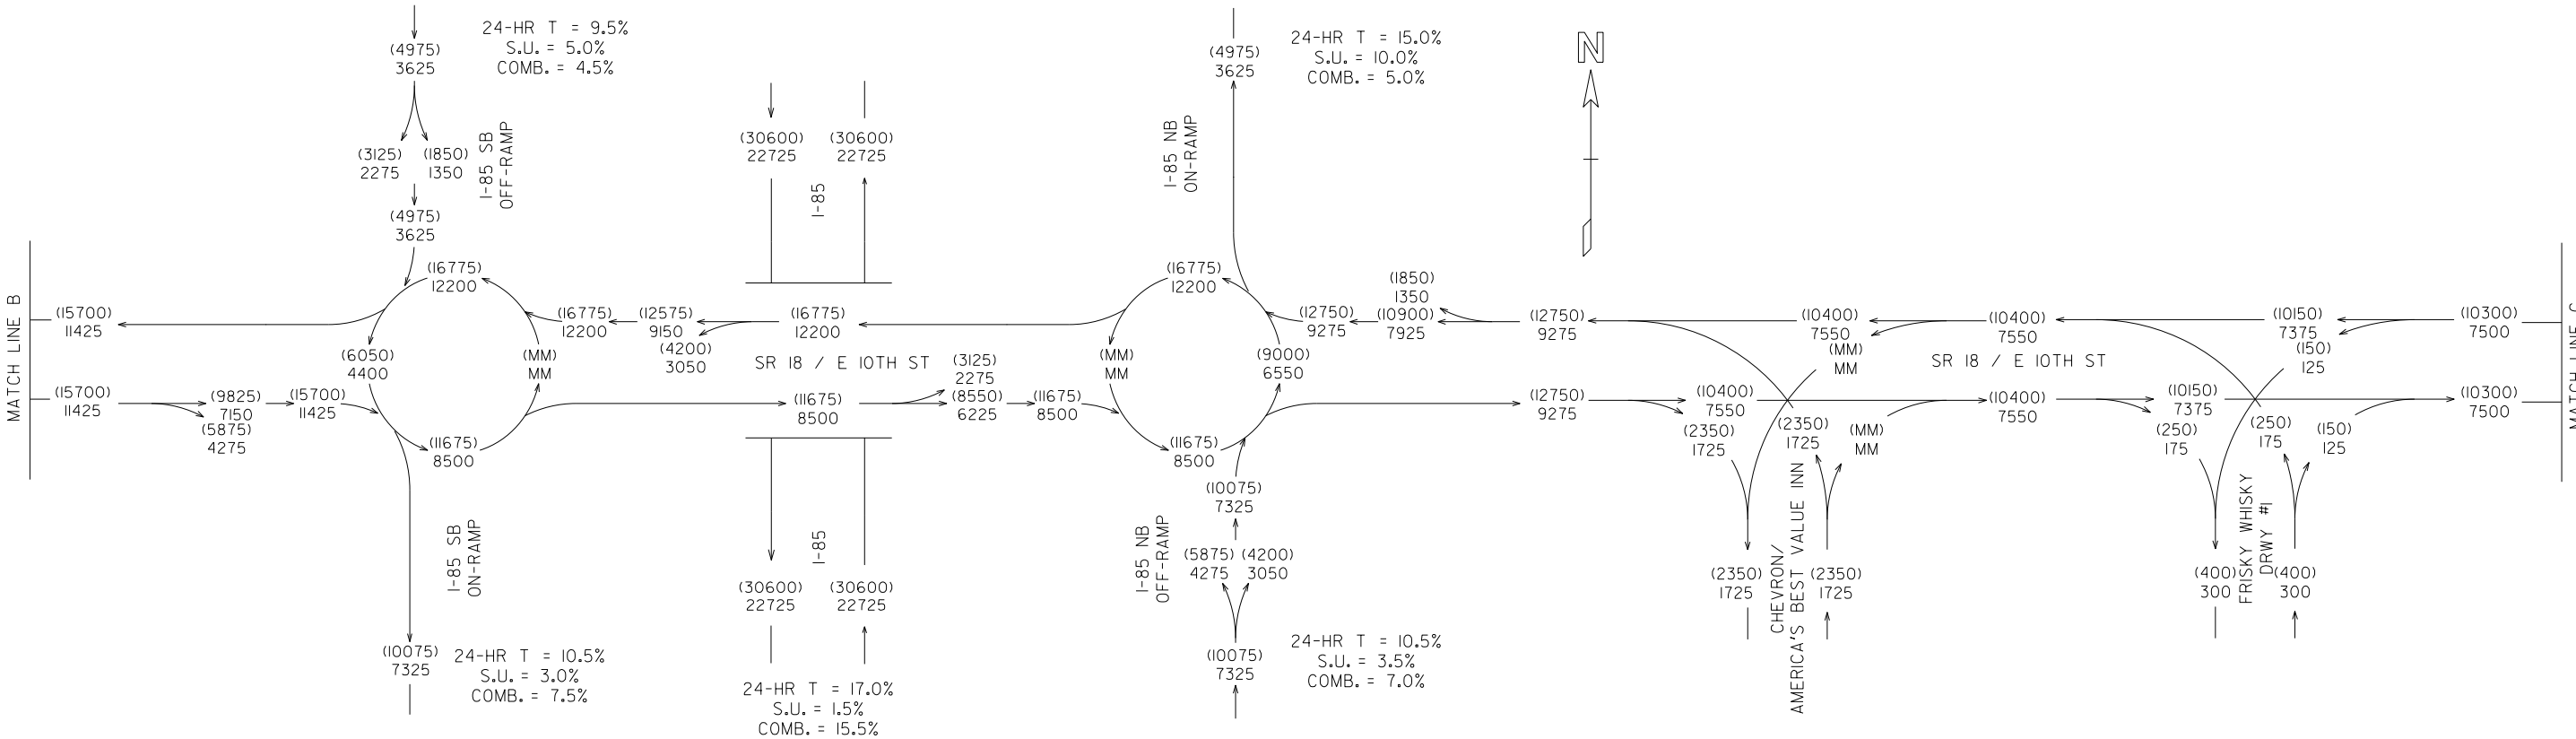 (4975)
3625
24-HR T = 9.5%
S.U. = 5.0%
COMB. = 4.5%
(3125)
2275
(1850)
1350
I-85 SB
OFF-RAMP
(4975)
3625
MATCH LINE B
(15700)
11425
(15700)
11425
(9825)
7150
(5875)
4275
(15700)
11425
(16775)
12200
(6050)
4400
(MM)
MM
(11675)
8500
I-85 SB
ON-RAMP
(10075)
7325
24-HR T = 10.5%
S.U. = 3.0%
COMB. = 7.5%
(16775)
12200
(12575)
9150
(4200)
3050
(30600)
22725
(30600)
22725
I-85
(16775)
12200
SR 18 / E 10TH ST
(11675)
8500
(3125)
2275
(8550)
6225
(11675)
8500
I-85
(30600)
22725
(30600)
22725
24-HR T = 17.0%
S.U. = 1.5%
COMB. = 15.5%
(4975)
3625
24-HR T = 15.0%
S.U. = 10.0%
COMB. = 5.0%
I-85 NB
ON-RAMP
(16775)
12200
(MM)
MM
(9000)
6550
(11675)
8500
(10075)
7325
I-85 NB
OFF-RAMP
(5875)
4275
(4200)
3050
(10075)
7325
24-HR T = 10.5%
S.U. = 3.5%
COMB. = 7.0%
(12750)
9275
(1850)
1350
(10900)
7925
N
(12750)
9275
(12750)
9275
(10400)
7550
(MM)
MM
(10400)
7550
(2350)
1725
(2350)
1725
(MM)
MM
(2350)
1725
CHEVRON/
AMERICA'S BEST VALUE INN
(2350)
1725
(10400)
7550
SR 18 / E 10TH ST
(10400)
7550
(10150)
7375
(150)
125
(10150)
7375
(250)
175
(250)
175
(150)
125
(400)
300
FRISKY WHISKY
DRWY #1
(400)
300
(10300)
7500
(10300)
7500
MATCH LINE C